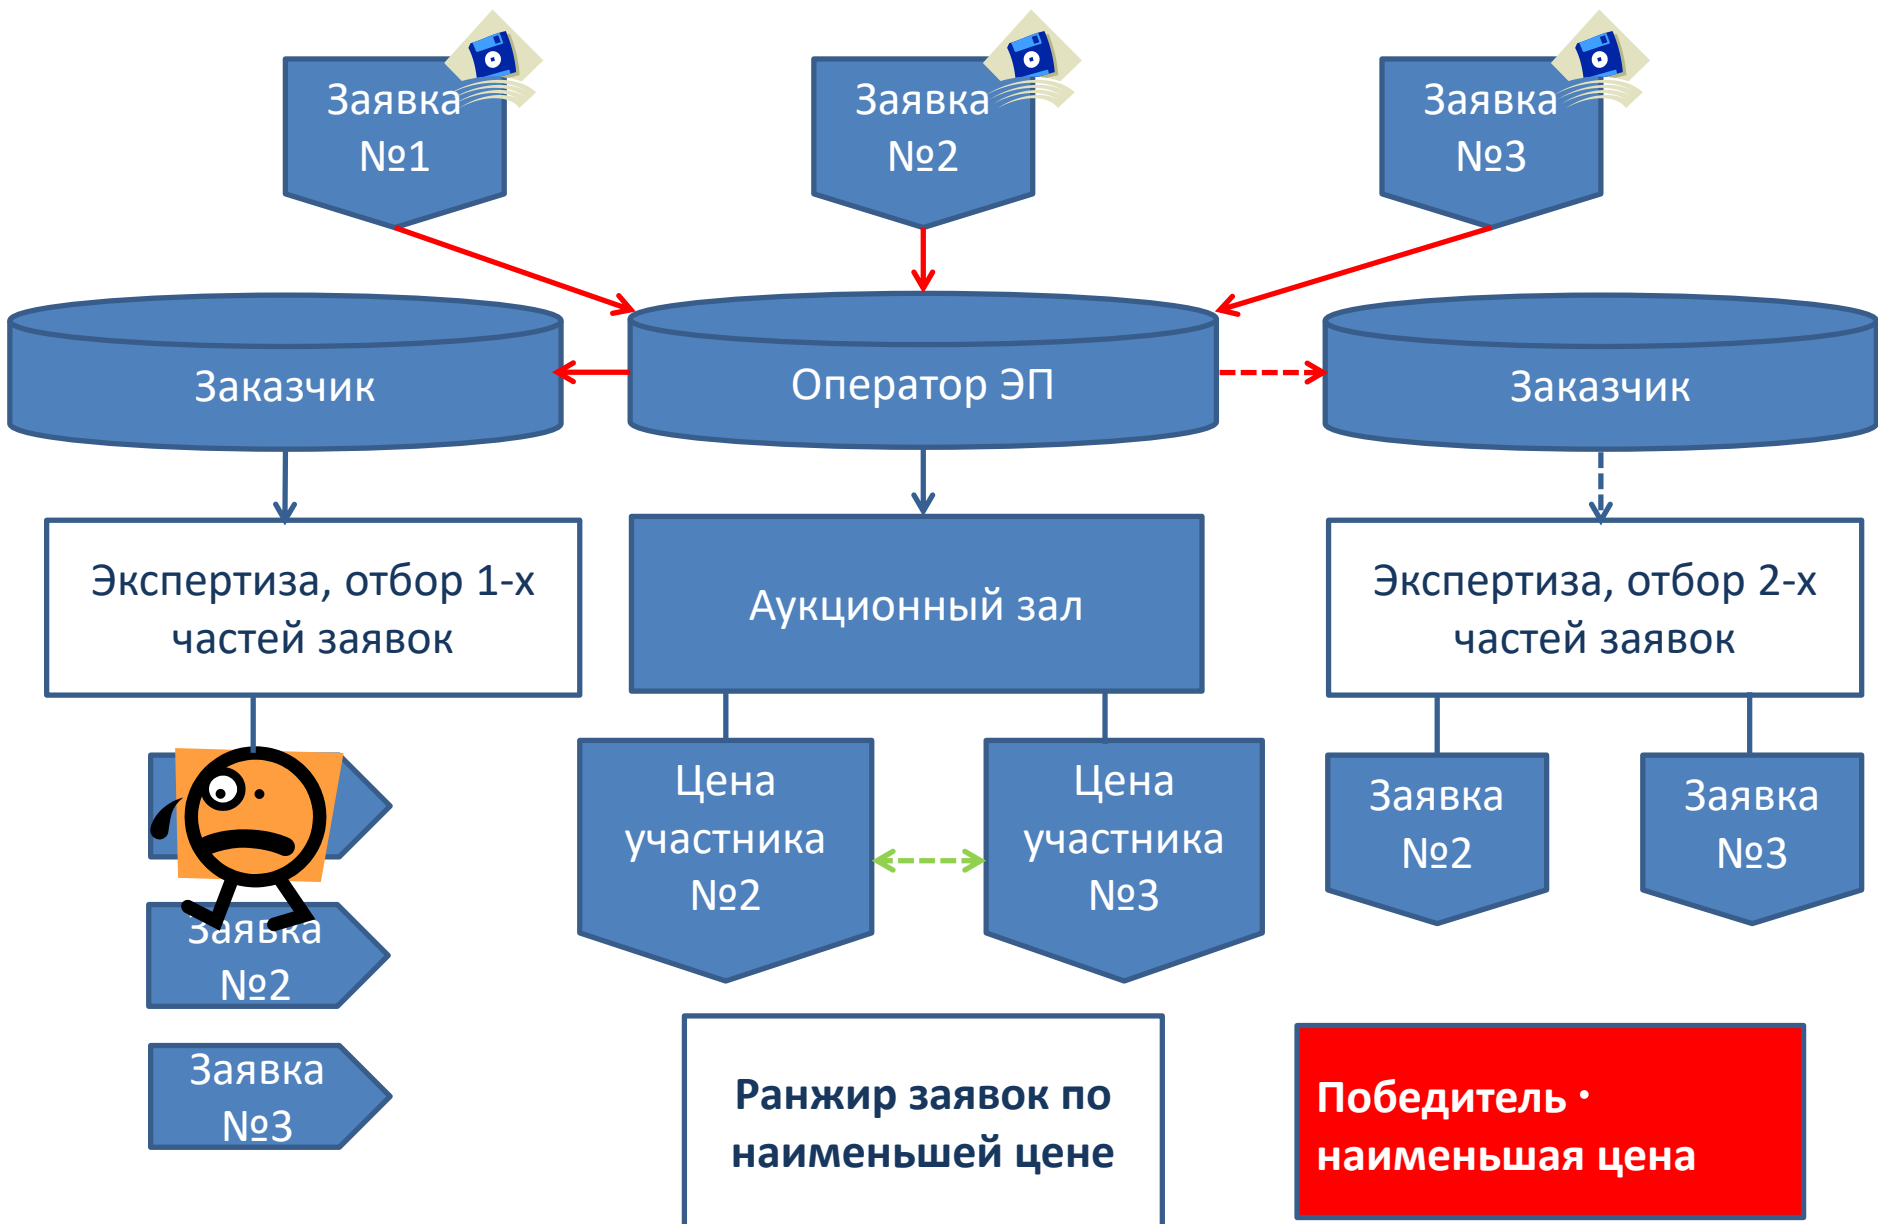 Заявка
№1
Заявка
№2
Заявка
№3
Заказчик
Оператор ЭП
Заказчик
Экспертиза, отбор 1-х
частей заявок
Аукционный зал
Экспертиза, отбор 2-х
частей заявок
Цена
участника
№2
Цена
участника
№3
Заявка
№2
Заявка
№3
Заявка
№2
Заявка
№3
Ранжир заявок по
наименьшей цене
Победитель ·
наименьшая цена